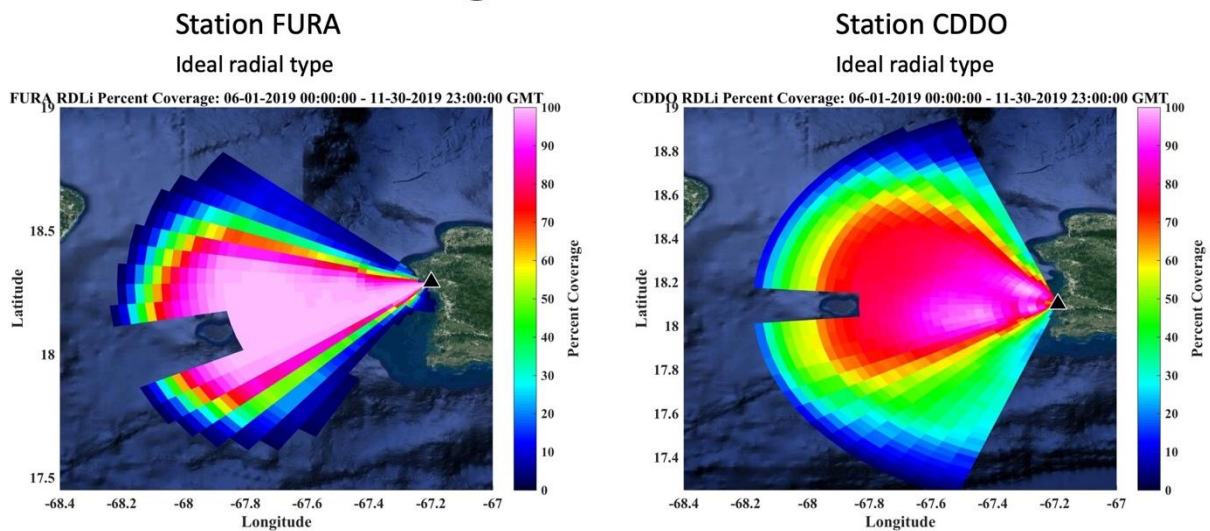 Station FURA
Ideal radial type
FURA RDLi Percent Coverage: 06-01-2019 00:00:00 - 11-30-2019 23:00:00 GMT
19
18.5
18
17.5
Latitude
-68.4 -68.2 -68 -67.8 -67.6 -67.4 -67.2 -67
Longitude
100
90
80
70
60
50
40
30
20
10
0
Percent Coverage
Station CDDO
Ideal radial type
CDDO RDLi Percent Coverage: 06-01-2019 00:00:00 - 11-30-2019 23:00:00 GMT
19
18.8
18.6
18.4
18.2
18
17.8
17.6
17.4
Latitude
-68.4 -68.2 -68 -67.8 -67.6 -67.4 -67.2 -67
Longitude
100
90
80
70
60
50
40
30
20
10
0
Percent Coverage